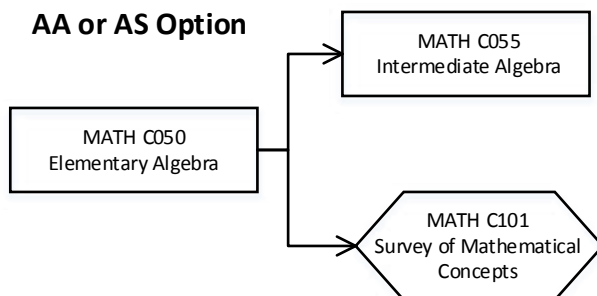 AA or AS Option
MATH C055
Intermediate Algebra
MATH C050
Elementary Algebra
MATH C101
Survey of Mathematical
Concepts